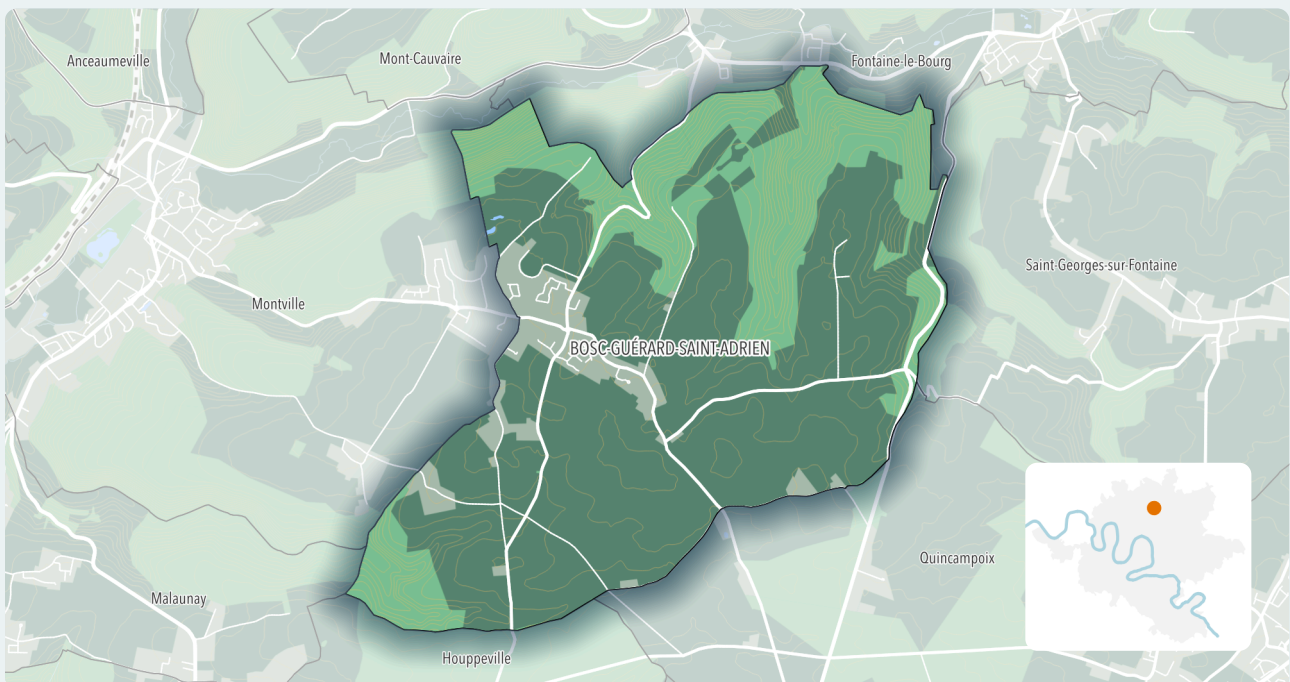 Anceaumeville
Mont-Cauvaire
Fontaine-le-Bourg
Saint-Georges-sur-Fontaine
Montville
BOSC-GUÉRARD-SAINT-ADRIEN
Quincampoix
Malaunay
Houppeville